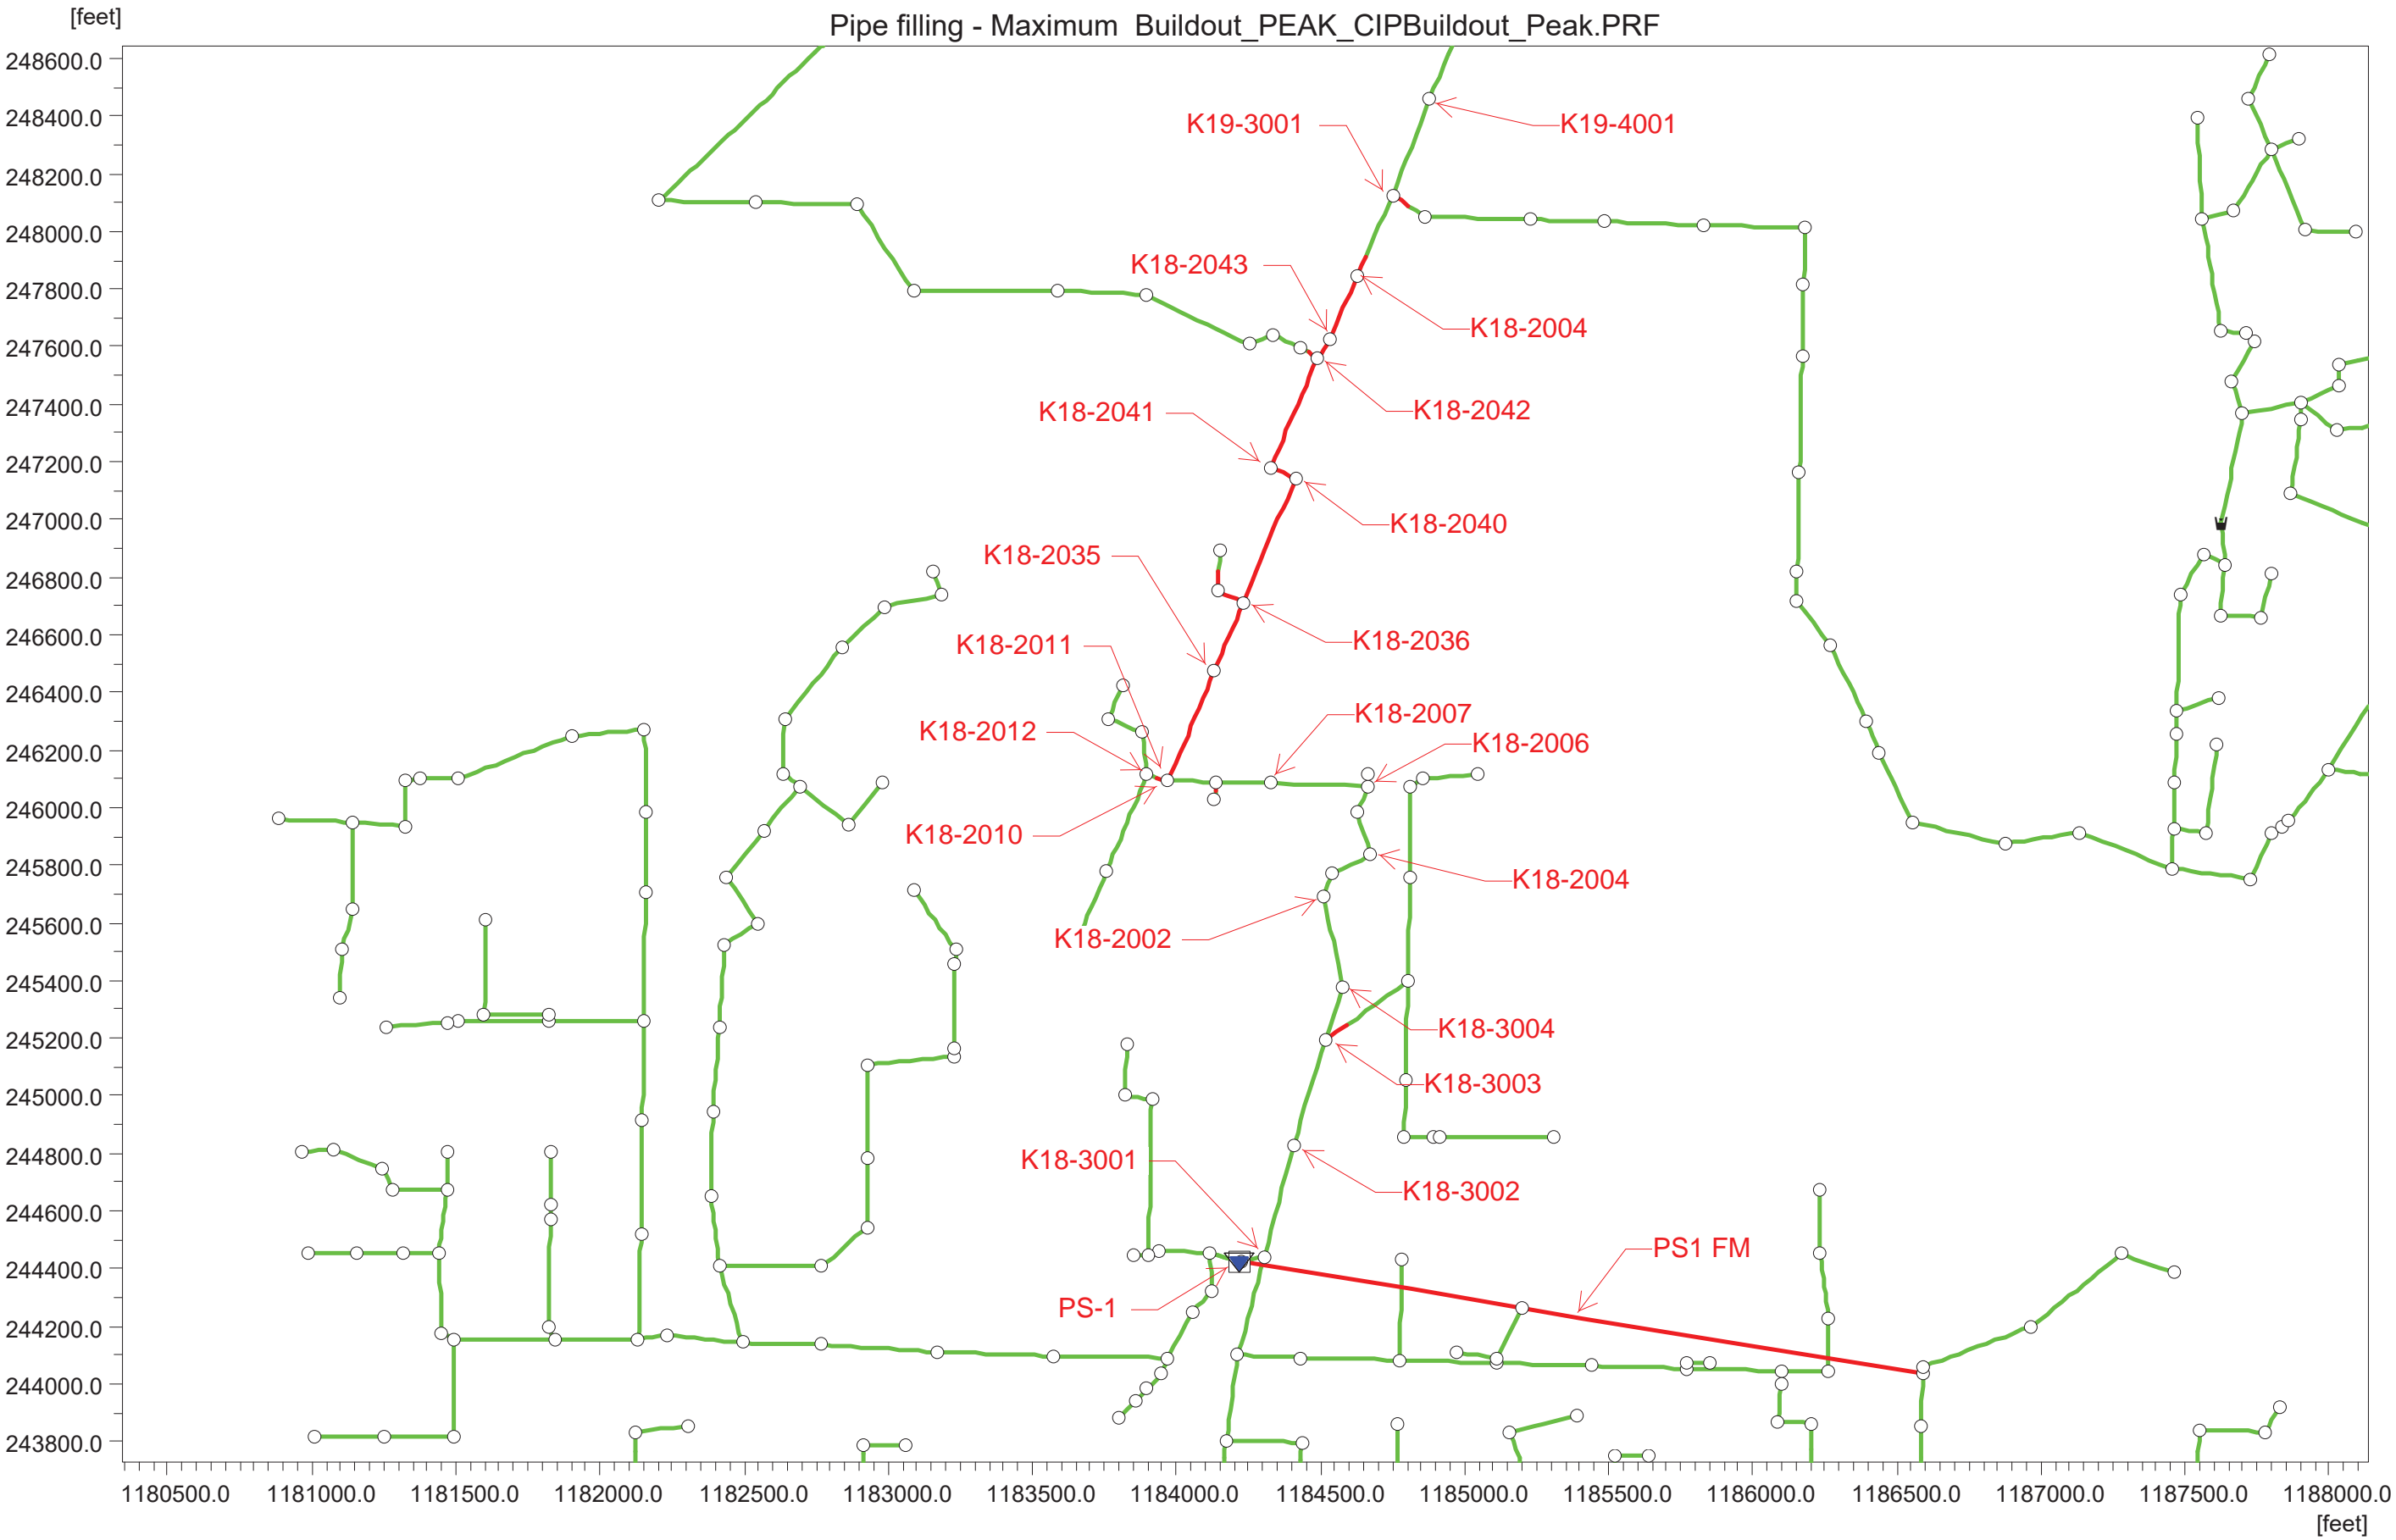 [feet]
Pipe filling - Maximum  Buildout_PEAK_CIPBuildout_Peak.PRF
248600.0
248400.0
248200.0
248000.0
247800.0
247600.0
247400.0
247200.0
247000.0
246800.0
246600.0
246400.0
246200.0
246000.0
245800.0
245600.0
245400.0
245200.0
245000.0
244800.0
244600.0
244400.0
244200.0
244000.0
243800.0
K19-3001
K19-4001
K18-2043
K18-2004
K18-2041
K18-2042
K18-2040
K18-2035
K18-2036
K18-2011
K18-2007
K18-2012
K18-2006
K18-2010
K18-2004
K18-2002
K18-3004
K18-3003
K18-3001
K18-3002
PS1 FM
PS-1
1180500.0
1181000.0
1181500.0
1182000.0
1182500.0
1183000.0
1183500.0
1184000.0
1184500.0
1185000.0
1185500.0
1186000.0
1186500.0
1187000.0
1187500.0
1188000.0
[feet]